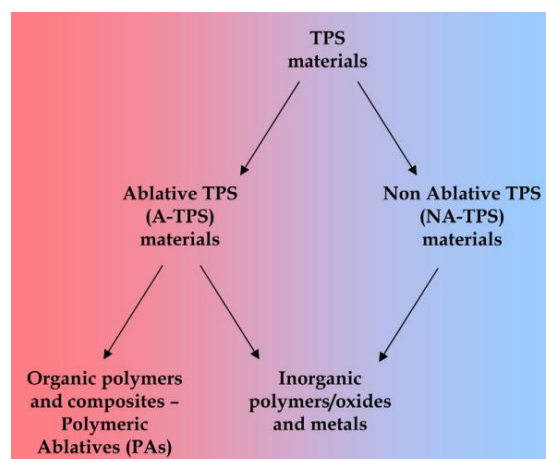 TPS
materials
Ablative TPS
(A-TPS)
materials
Non Ablative TPS
(NA-TPS)
materials
Organic polymers
and composites –
Polymeric
Ablatives (PAs)
Inorganic
polymers/oxides
and metals